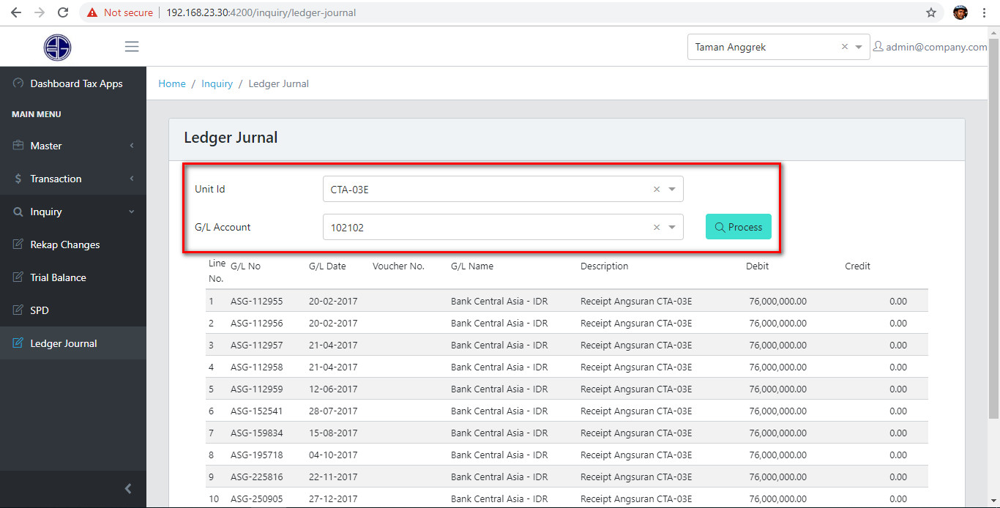 Not secure | 192.168.23.30:4200/inquiry/ledger-journal
Taman Anggrek × admin@company.com
Dashboard Tax Apps
Home / Inquiry / Ledger Jurnal
MAIN MENU
Master
Transaction
Inquiry
Rekap Changes
Trial Balance
SPD
Ledger Journal
Ledger Jurnal
Unit Id CTA-03E ×
G/L Account 102102 × Process
Line No. G/L No G/L Date Voucher No. G/L Name Description Debit Credit
1 ASG-112955 20-02-2017 Bank Central Asia - IDR Receipt Angsuran CTA-03E 76,000,000.00 0.00
2 ASG-112956 20-02-2017 Bank Central Asia - IDR Receipt Angsuran CTA-03E 76,000,000.00 0.00
3 ASG-112957 21-04-2017 Bank Central Asia - IDR Receipt Angsuran CTA-03E 76,000,000.00 0.00
4 ASG-112958 21-04-2017 Bank Central Asia - IDR Receipt Angsuran CTA-03E 76,000,000.00 0.00
5 ASG-112959 12-06-2017 Bank Central Asia - IDR Receipt Angsuran CTA-03E 76,000,000.00 0.00
6 ASG-152541 28-07-2017 Bank Central Asia - IDR Receipt Angsuran CTA-03E 76,000,000.00 0.00
7 ASG-159834 15-08-2017 Bank Central Asia - IDR Receipt Angsuran CTA-03E 76,000,000.00 0.00
8 ASG-195718 04-10-2017 Bank Central Asia - IDR Receipt Angsuran CTA-03E 76,000,000.00 0.00
9 ASG-225816 22-11-2017 Bank Central Asia - IDR Receipt Angsuran CTA-03E 76,000,000.00 0.00
10 ASG-250905 27-12-2017 Bank Central Asia - IDR Receipt Angsuran CTA-03E 76,000,000.00 0.00